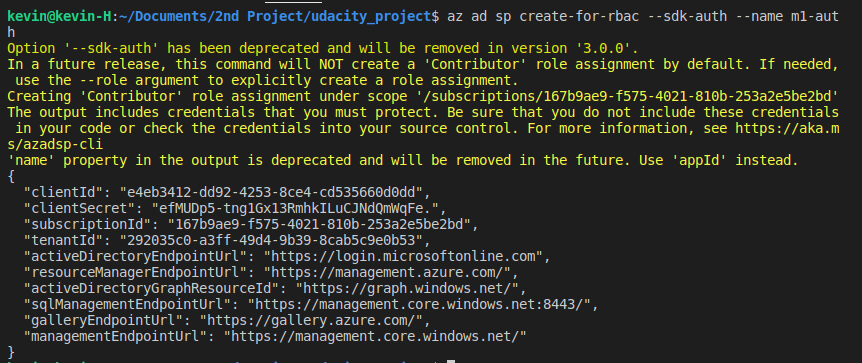 kevin@kevin-H:~/Documents/2nd Project/udacity_project$ az ad sp create-for-rbac --sdk-auth --name m1-aut
h
Option '--sdk-auth' has been deprecated and will be removed in version '3.0.0'.
In a future release, this command will NOT create a 'Contributor' role assignment by default. If needed,
 use the --role argument to explicitly create a role assignment.
Creating 'Contributor' role assignment under scope '/subscriptions/167b9ae9-f575-4021-810b-253a2e5be2bd'
The output includes credentials that you must protect. Be sure that you do not include these credentials
 in your code or check the credentials into your source control. For more information, see https://aka.m
s/azadsp-cli
'name' property in the output is deprecated and will be removed in the future. Use 'appId' instead.
{
  "clientId": "e4eb3412-dd92-4253-8ce4-cd535660d0dd",
  "clientSecret": "efMUDp5-tng1Gx13RmhkILuCJNdQmWqFe.",
  "subscriptionId": "167b9ae9-f575-4021-810b-253a2e5be2bd",
  "tenantId": "292035c0-a3ff-49d4-9b39-8cab5c9e0b53",
  "activeDirectoryEndpointUrl": "https://login.microsoftonline.com",
  "resourceManagerEndpointUrl": "https://management.azure.com/",
  "activeDirectoryGraphResourceId": "https://graph.windows.net/",
  "sqlManagementEndpointUrl": "https://management.core.windows.net:8443/",
  "galleryEndpointUrl": "https://gallery.azure.com/",
  "managementEndpointUrl": "https://management.core.windows.net/"
}